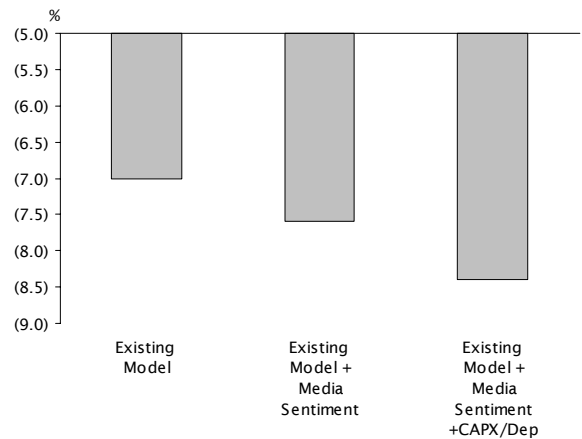 %
(5.0)
(5.5)
(6.0)
(6.5)
(7.0)
(7.5)
(8.0)
(8.5)
(9.0)
Existing
Model
Existing
Model +
Media
Sentiment
Existing
Model +
Media
Sentiment
+CAPX/Dep